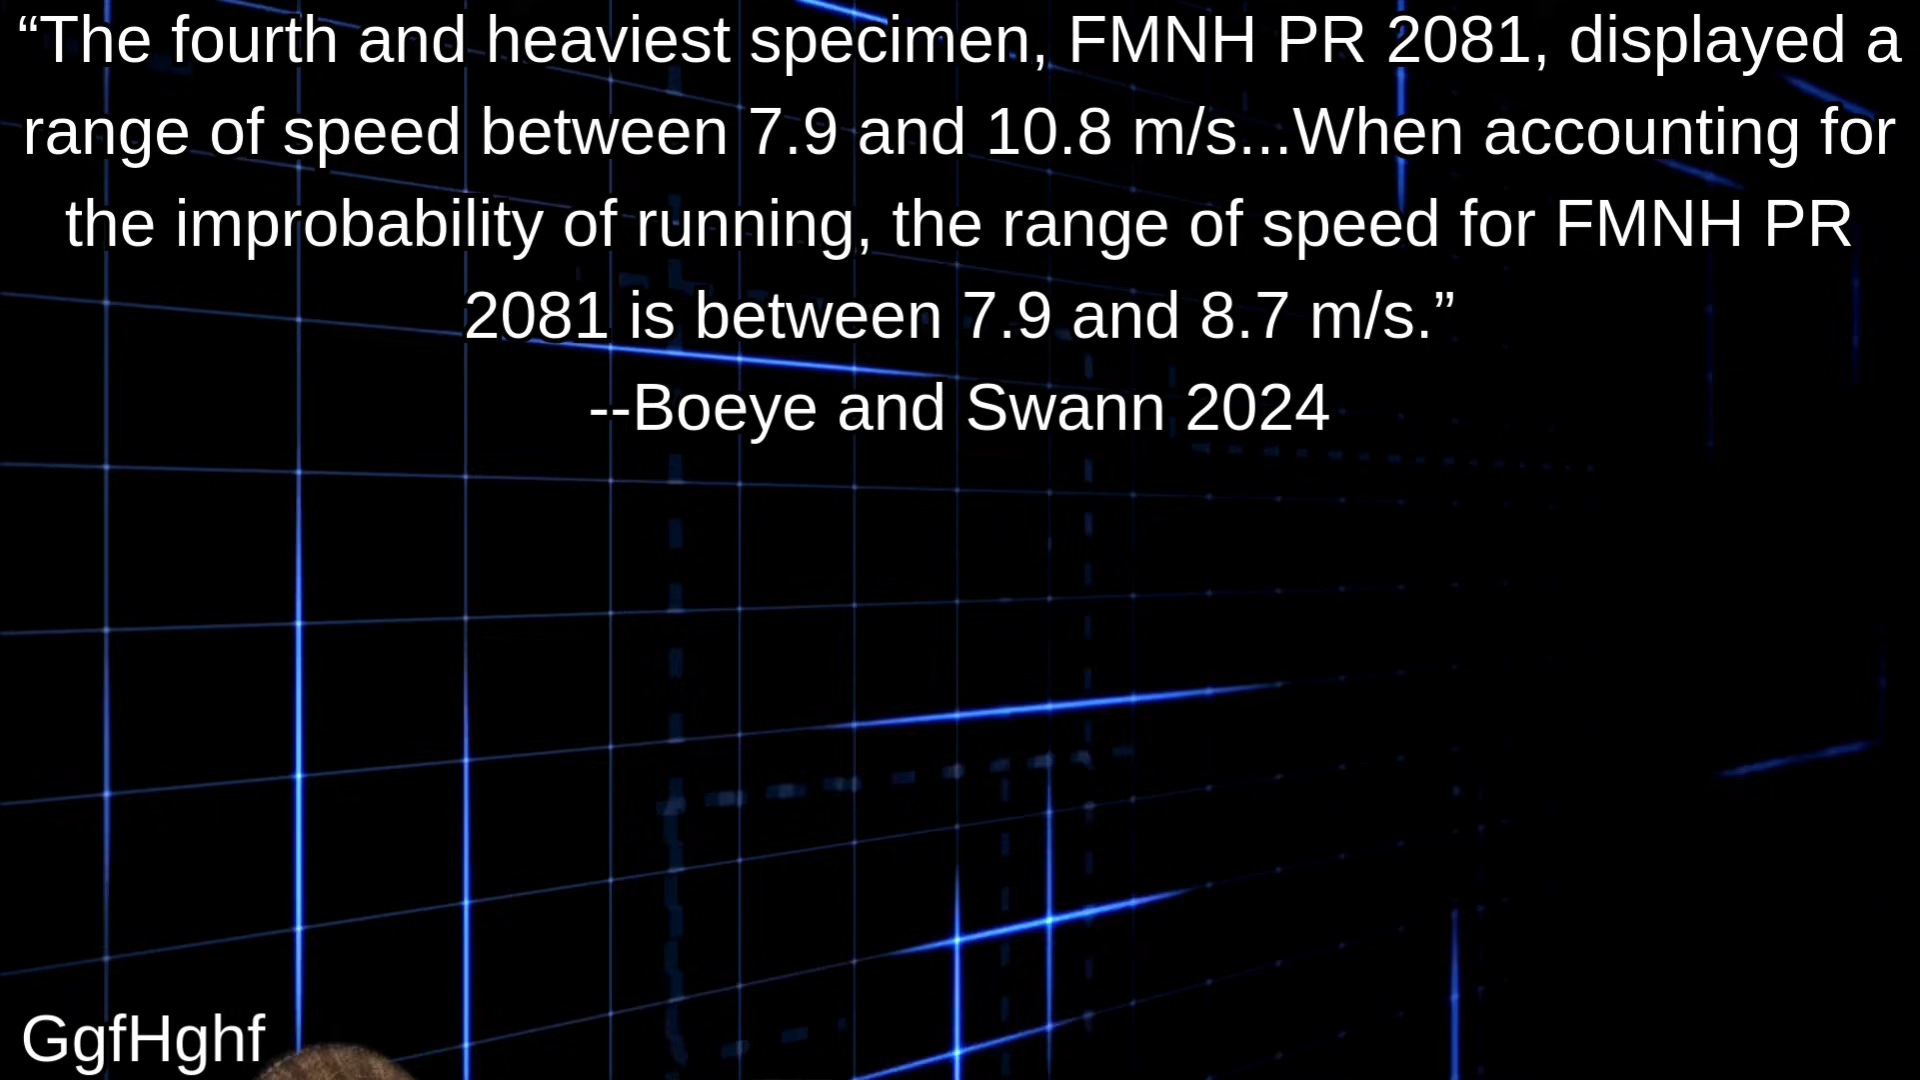 “The fourth and heaviest specimen, FMNH PR 2081, displayed a
range of speed between 7.9 and 10.8 m/s...When accounting for
the improbability of running, the range of speed for FMNH PR
2081 is between 7.9 and 8.7 m/s.”
--Boeye and Swann 2024
GgfHghf